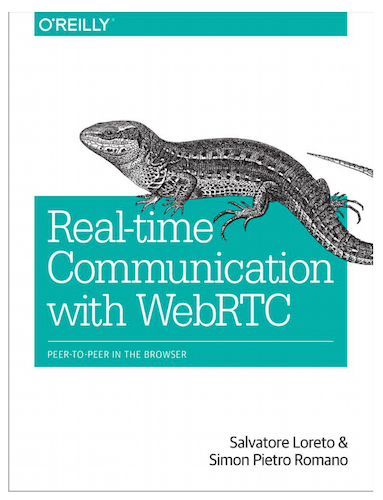 O'REILLY®
Real-time
Communication
with WebRTC
PEER-TO-PEER IN THE BROWSER
Salvatore Loreto &
Simon Pietro Romano